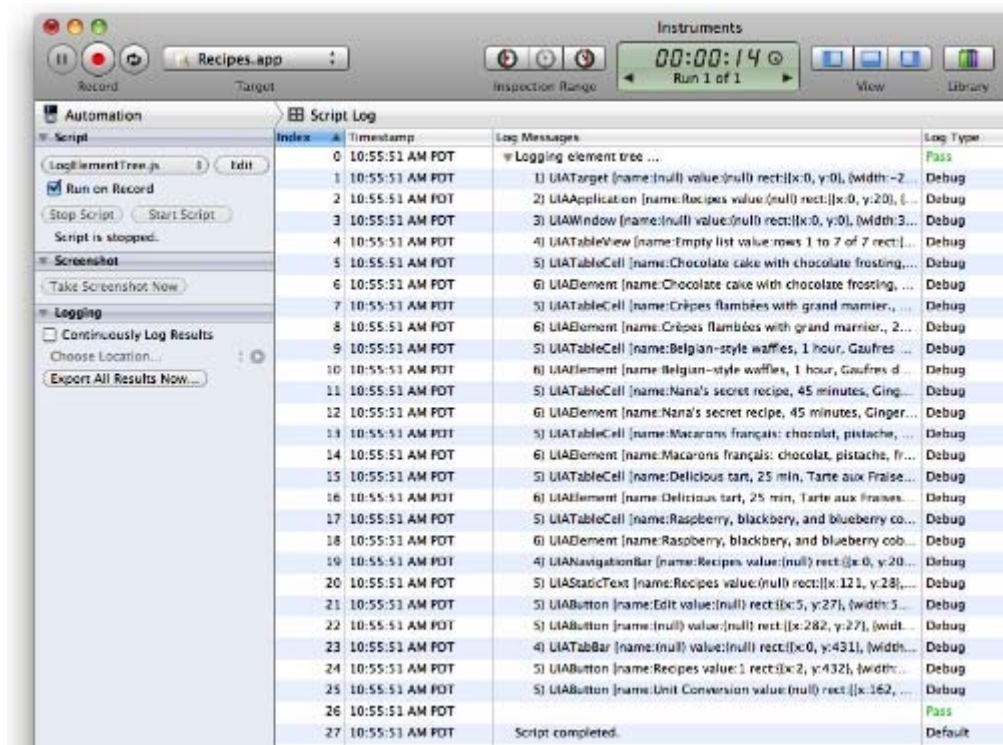 Instruments
Recipes.app
00:00:14
Run 1 of 1
Record
Target
Inspection Range
View
Library
Automation
Script Log
Script
LogElementTree.js
Edit
Run on Record
Stop Script
Start Script
Script is stopped.
Screenshot
Take Screenshot Now
Logging
Continuously Log Results
Choose Location...
Export All Results Now...
Index Timestamp Log Messages Log Type
0 10:55:51 AM PDT Logging element tree ... Pass
1 10:55:51 AM PDT 1) UIATarget [name:(null) value:(null) rect:{{x:0, y:0}, {width:-2... Debug
2 10:55:51 AM PDT 2) UIAApplication [name:Recipes value:(null) rect:{{x:0, y:20}, {... Debug
3 10:55:51 AM PDT 3) UIAWindow [name:(null) value:(null) rect:{{x:0, y:0}, {width:3... Debug
4 10:55:51 AM PDT 4) UIATableView [name:Empty list value:rows 1 to 7 of 7 rect:{... Debug
5 10:55:51 AM PDT 5) UIATableCell [name:Chocolate cake with chocolate frosting,... Debug
6 10:55:51 AM PDT 6) UIAElement [name:Chocolate cake with chocolate frosting, ... Debug
7 10:55:51 AM PDT 5) UIATableCell [name:Crêpes flambées with grand marnier., ... Debug
8 10:55:51 AM PDT 6) UIAElement [name:Crêpes flambées with grand marnier., 2... Debug
9 10:55:51 AM PDT 5) UIATableCell [name:Belgian-style waffles, 1 hour, Gaufres ... Debug
10 10:55:51 AM PDT 6) UIAElement [name:Belgian-style waffles, 1 hour, Gaufres d... Debug
11 10:55:51 AM PDT 5) UIATableCell [name:Nana's secret recipe, 45 minutes, Ging... Debug
12 10:55:51 AM PDT 6) UIAElement [name:Nana's secret recipe, 45 minutes, Ginger... Debug
13 10:55:51 AM PDT 5) UIATableCell [name:Macarons français: chocolat, pistache, ... Debug
14 10:55:51 AM PDT 6) UIAElement [name:Macarons français: chocolat, pistache, fr... Debug
15 10:55:51 AM PDT 5) UIATableCell [name:Delicious tart, 25 min, Tarte aux Fraise... Debug
16 10:55:51 AM PDT 6) UIAElement [name:Delicious tart, 25 min, Tarte aux Fraises... Debug
17 10:55:51 AM PDT 5) UIATableCell [name:Raspberry, blackbery, and blueberry co... Debug
18 10:55:51 AM PDT 6) UIAElement [name:Raspberry, blackbery, and blueberry cob... Debug
19 10:55:51 AM PDT 4) UIANavigationBar [name:Recipes value:(null) rect:{{x:0, y:20... Debug
20 10:55:51 AM PDT 5) UIAStaticText [name:Recipes value:(null) rect:{{x:121, y:28},... Debug
21 10:55:51 AM PDT 5) UIAButton [name:Edit value:(null) rect:{{x:5, y:27}, {width:5... Debug
22 10:55:51 AM PDT 5) UIAButton [name:(null) value:(null) rect:{{x:282, y:27}, {widt... Debug
23 10:55:51 AM PDT 4) UIATabBar [name:(null) value:(null) rect:{{x:0, y:431}, {width... Debug
24 10:55:51 AM PDT 5) UIAButton [name:Recipes value:1 rect:{{x:2, y:432}, {width:... Debug
25 10:55:51 AM PDT 5) UIAButton [name:Unit Conversion value:(null) rect:{{x:162, ... Debug
26 10:55:51 AM PDT Pass
27 10:55:51 AM PDT Script completed. Default